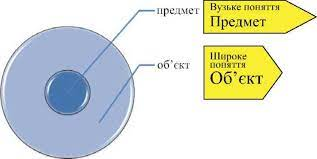 предмет
об’єкт
Вузьке поняття
Предмет
Широке
поняття
Об’єкт